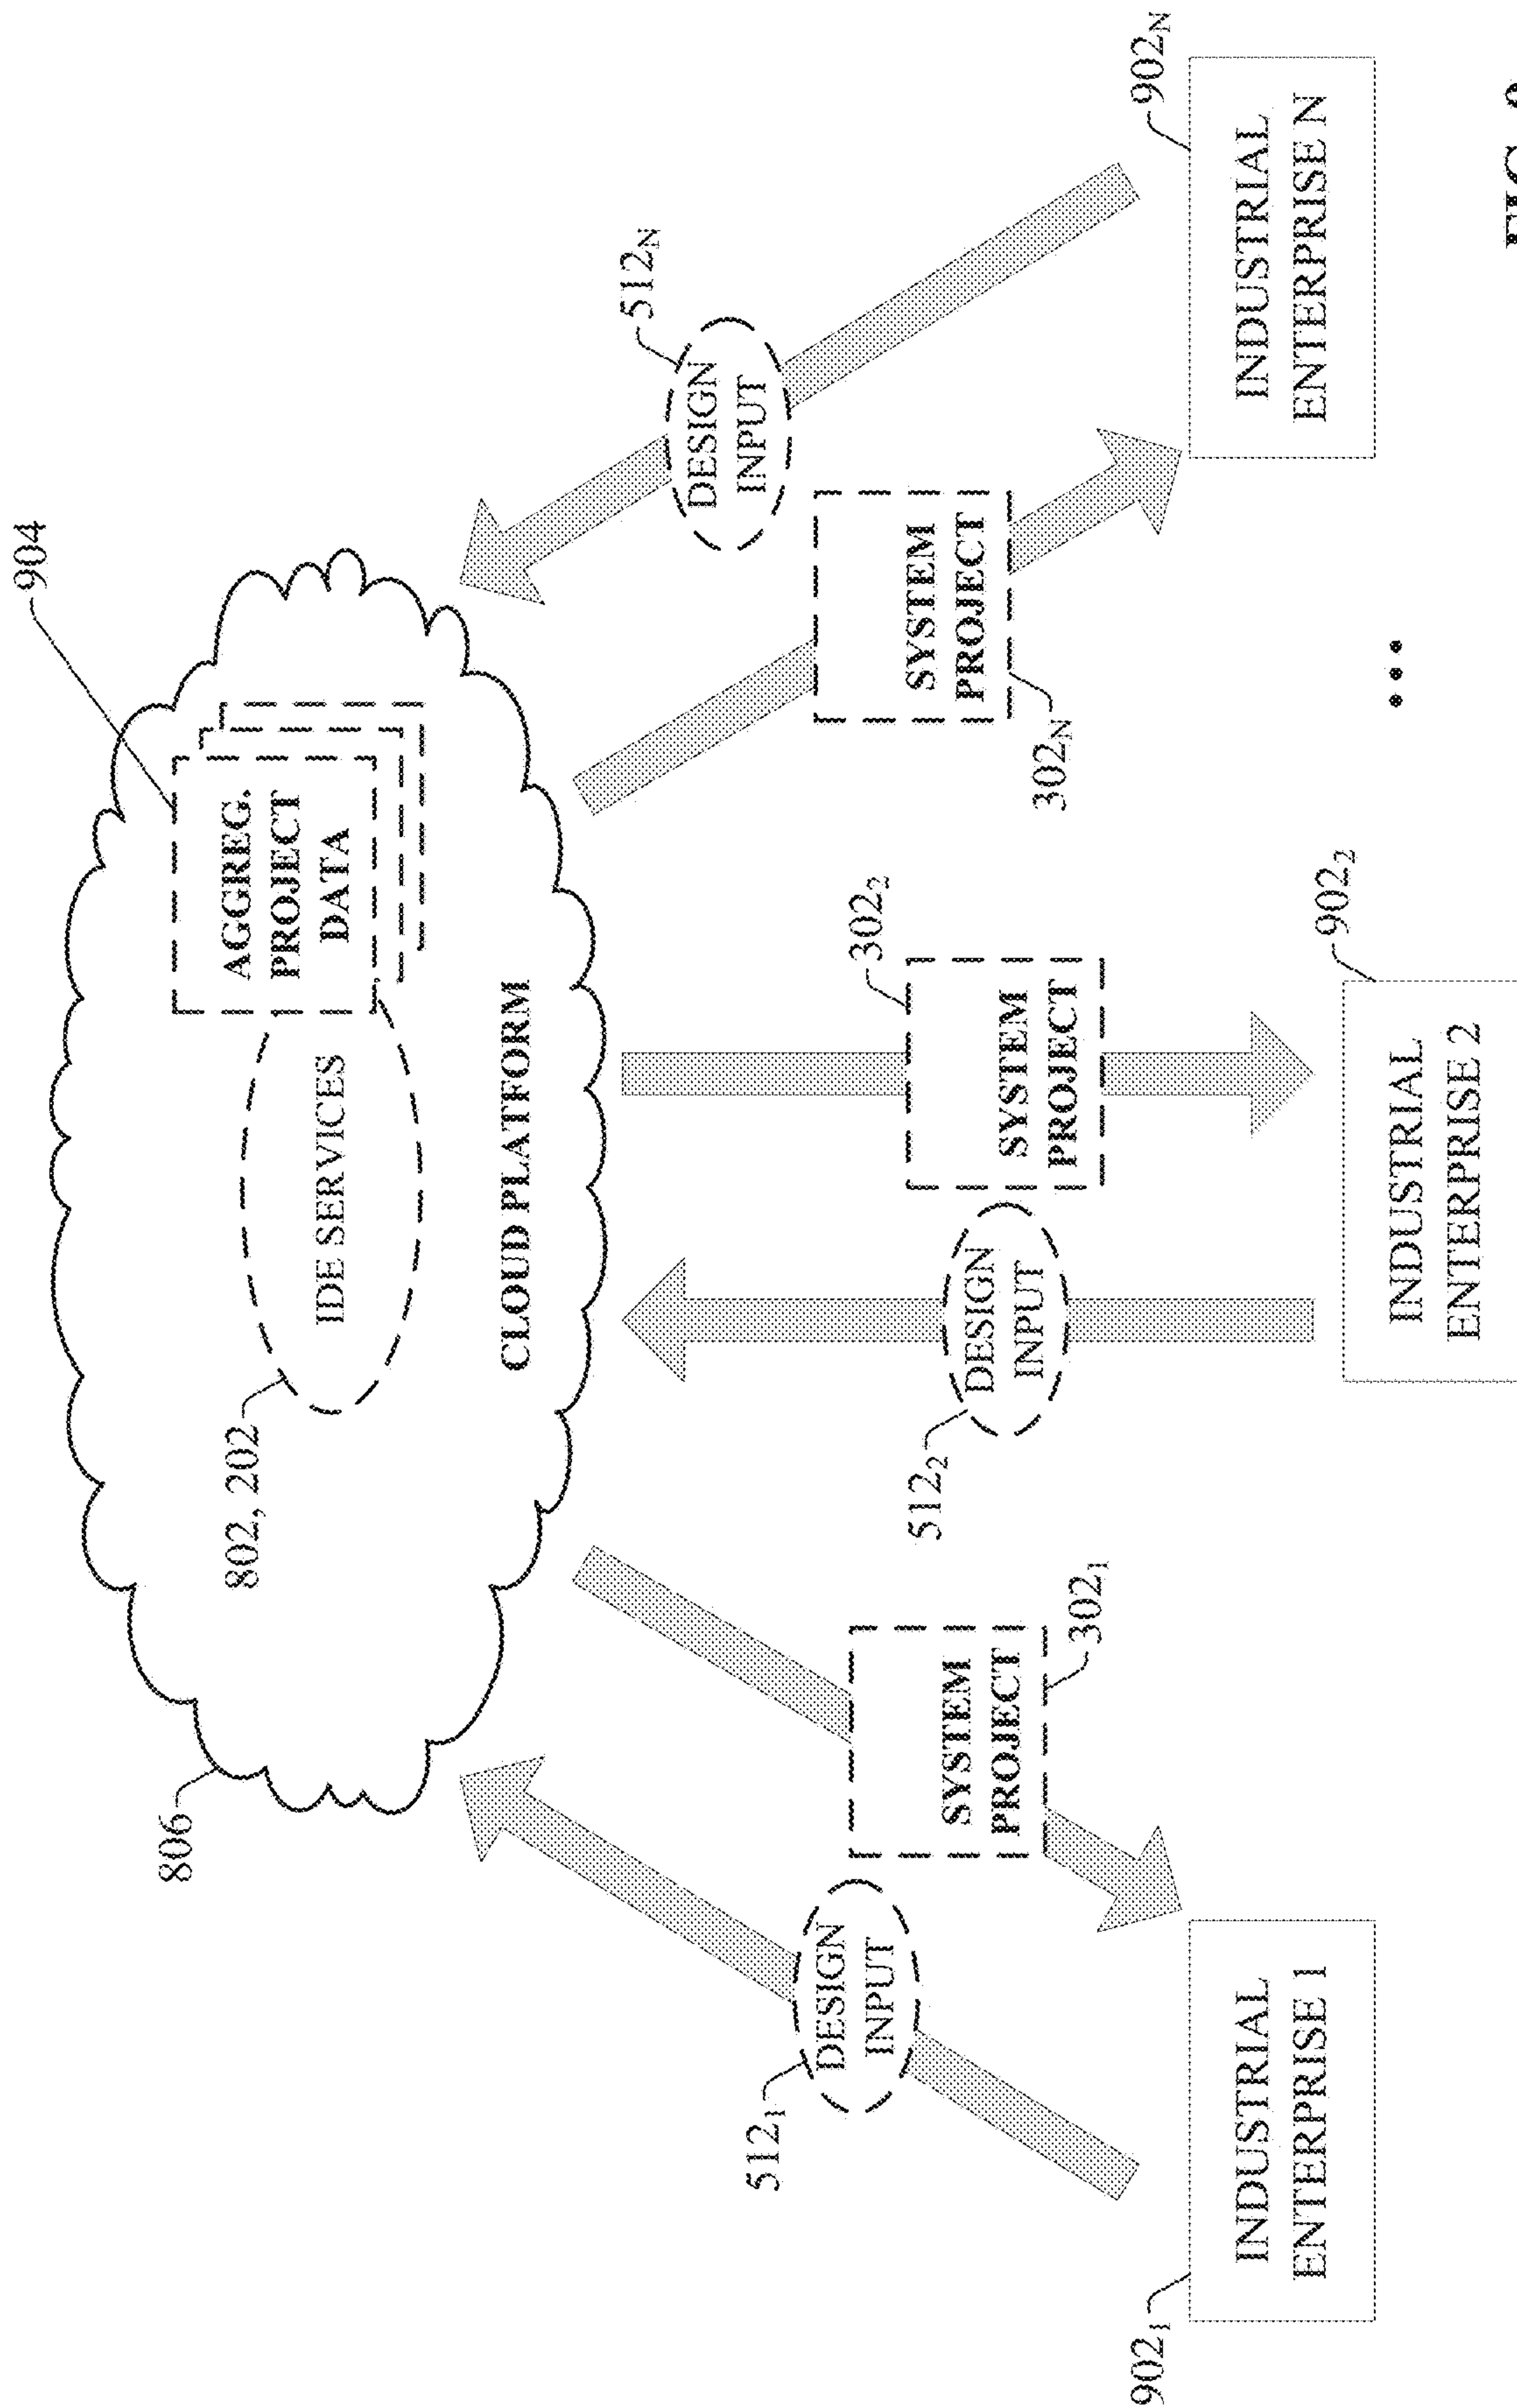 904
806
802, 202
IDE SERVICES
AGGREG.
PROJECT
DATA
CLOUD PLATFORM
512₁
DESIGN
INPUT
SYSTEM
PROJECT
302₁
512₂
DESIGN
INPUT
SYSTEM
PROJECT
302₂
512N
DESIGN
INPUT
SYSTEM
PROJECT
302N
902₁
INDUSTRIAL
ENTERPRISE 1
902₂
INDUSTRIAL
ENTERPRISE 2
...
902N
INDUSTRIAL
ENTERPRISE N